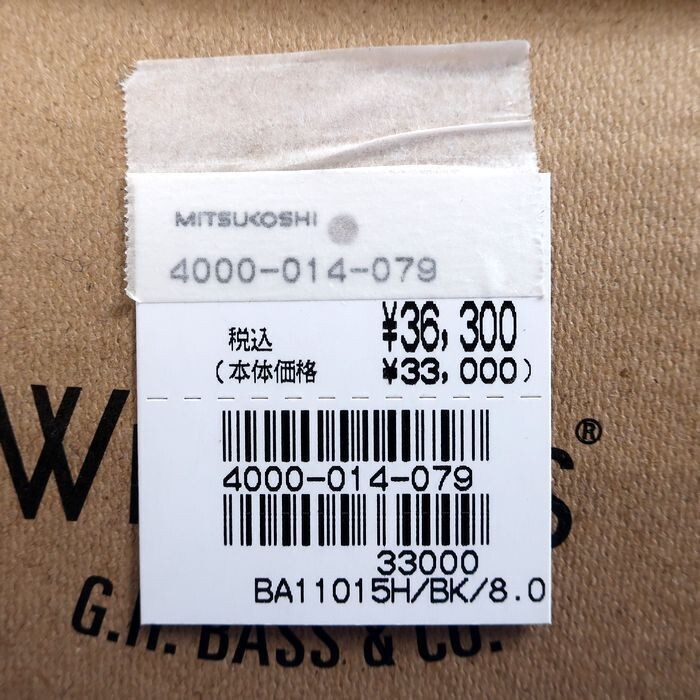 MITSUKOSHI
4000-014-079
税込 ¥36,300
(本体価格 ¥33,000)
4000-014-079
33000
BA11015H/BK/8.0
W ®
G.H. BASS & CO.